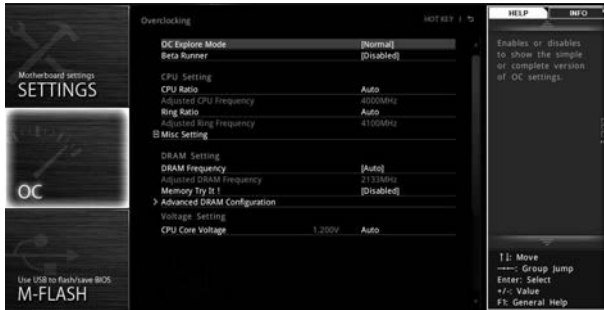 Motherboard settings
SETTINGS
OC
Use USB to flash/save BIOS
M-FLASH
Overclocking
HOT KEY
OC Explore Mode [Normal]
Beta Runner [Disabled]
CPU Setting
CPU Ratio Auto
Adjusted CPU Frequency 4000MHz
Ring Ratio Auto
Adjusted Ring Frequency 4100MHz
Misc Setting
DRAM Setting
DRAM Frequency [Auto]
Adjusted DRAM Frequency 2133MHz
Memory Try It ! [Disabled]
Advanced DRAM Configuration
Voltage Setting
CPU Core Voltage 1.200V Auto
HELP INFO
Enables or disables
to show the simple
or complete version
of OC settings.
↑↓: Move
→←: Group Jump
Enter: Select
+/-: Value
F1: General Help